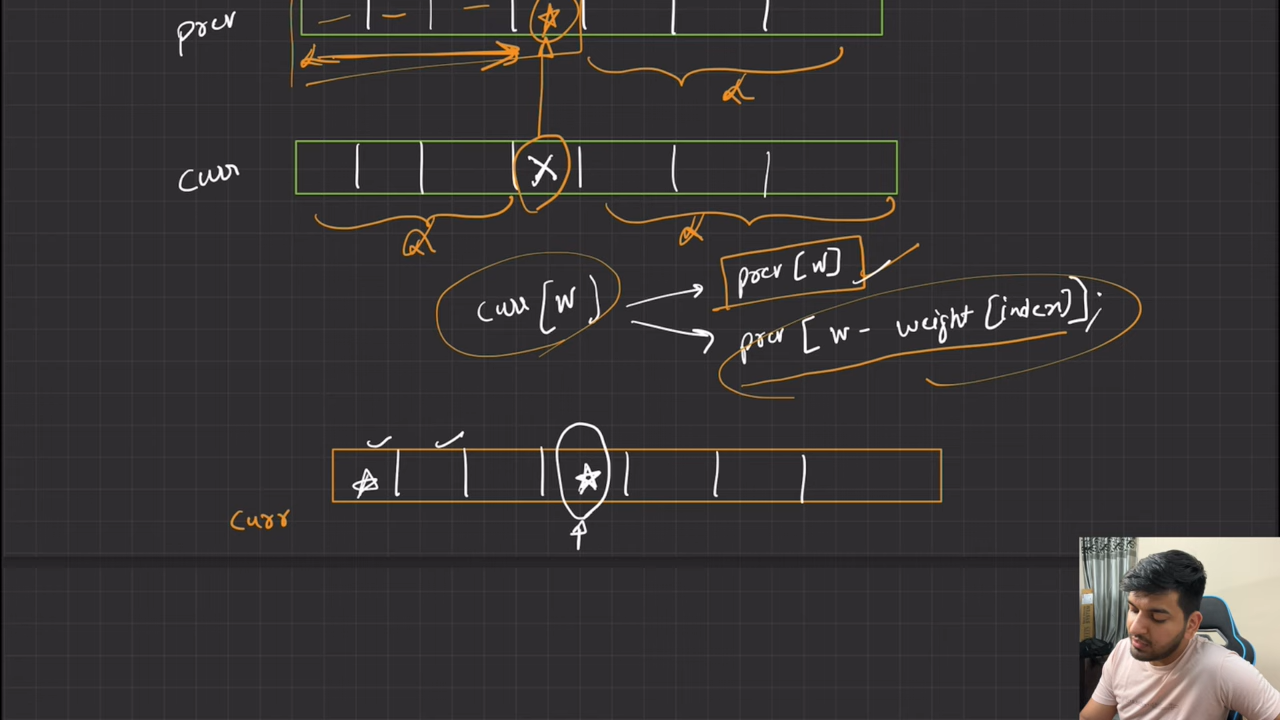 prev
α
curr
α
α
curr [W]
prev [W]
prev [W - weight [index]];
curr